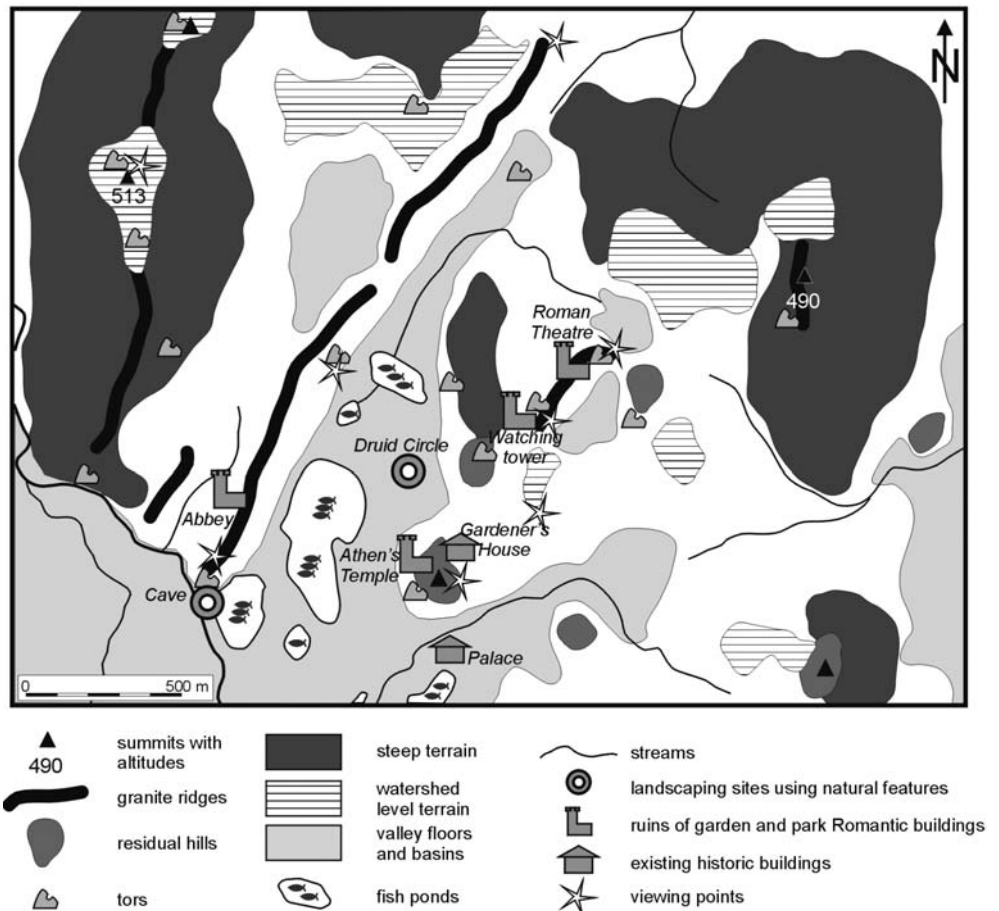 N
513
490
Roman
Theatre
Watching
tower
Druid Circle
Abbey
Gardener's
House
Athen's
Temple
Cave
Palace
0 500 m
summits with
altitudes
490
granite ridges
residual hills
tors
steep terrain
watershed
level terrain
valley floors
and basins
fish ponds
streams
landscaping sites using natural features
ruins of garden and park Romantic buildings
existing historic buildings
viewing points